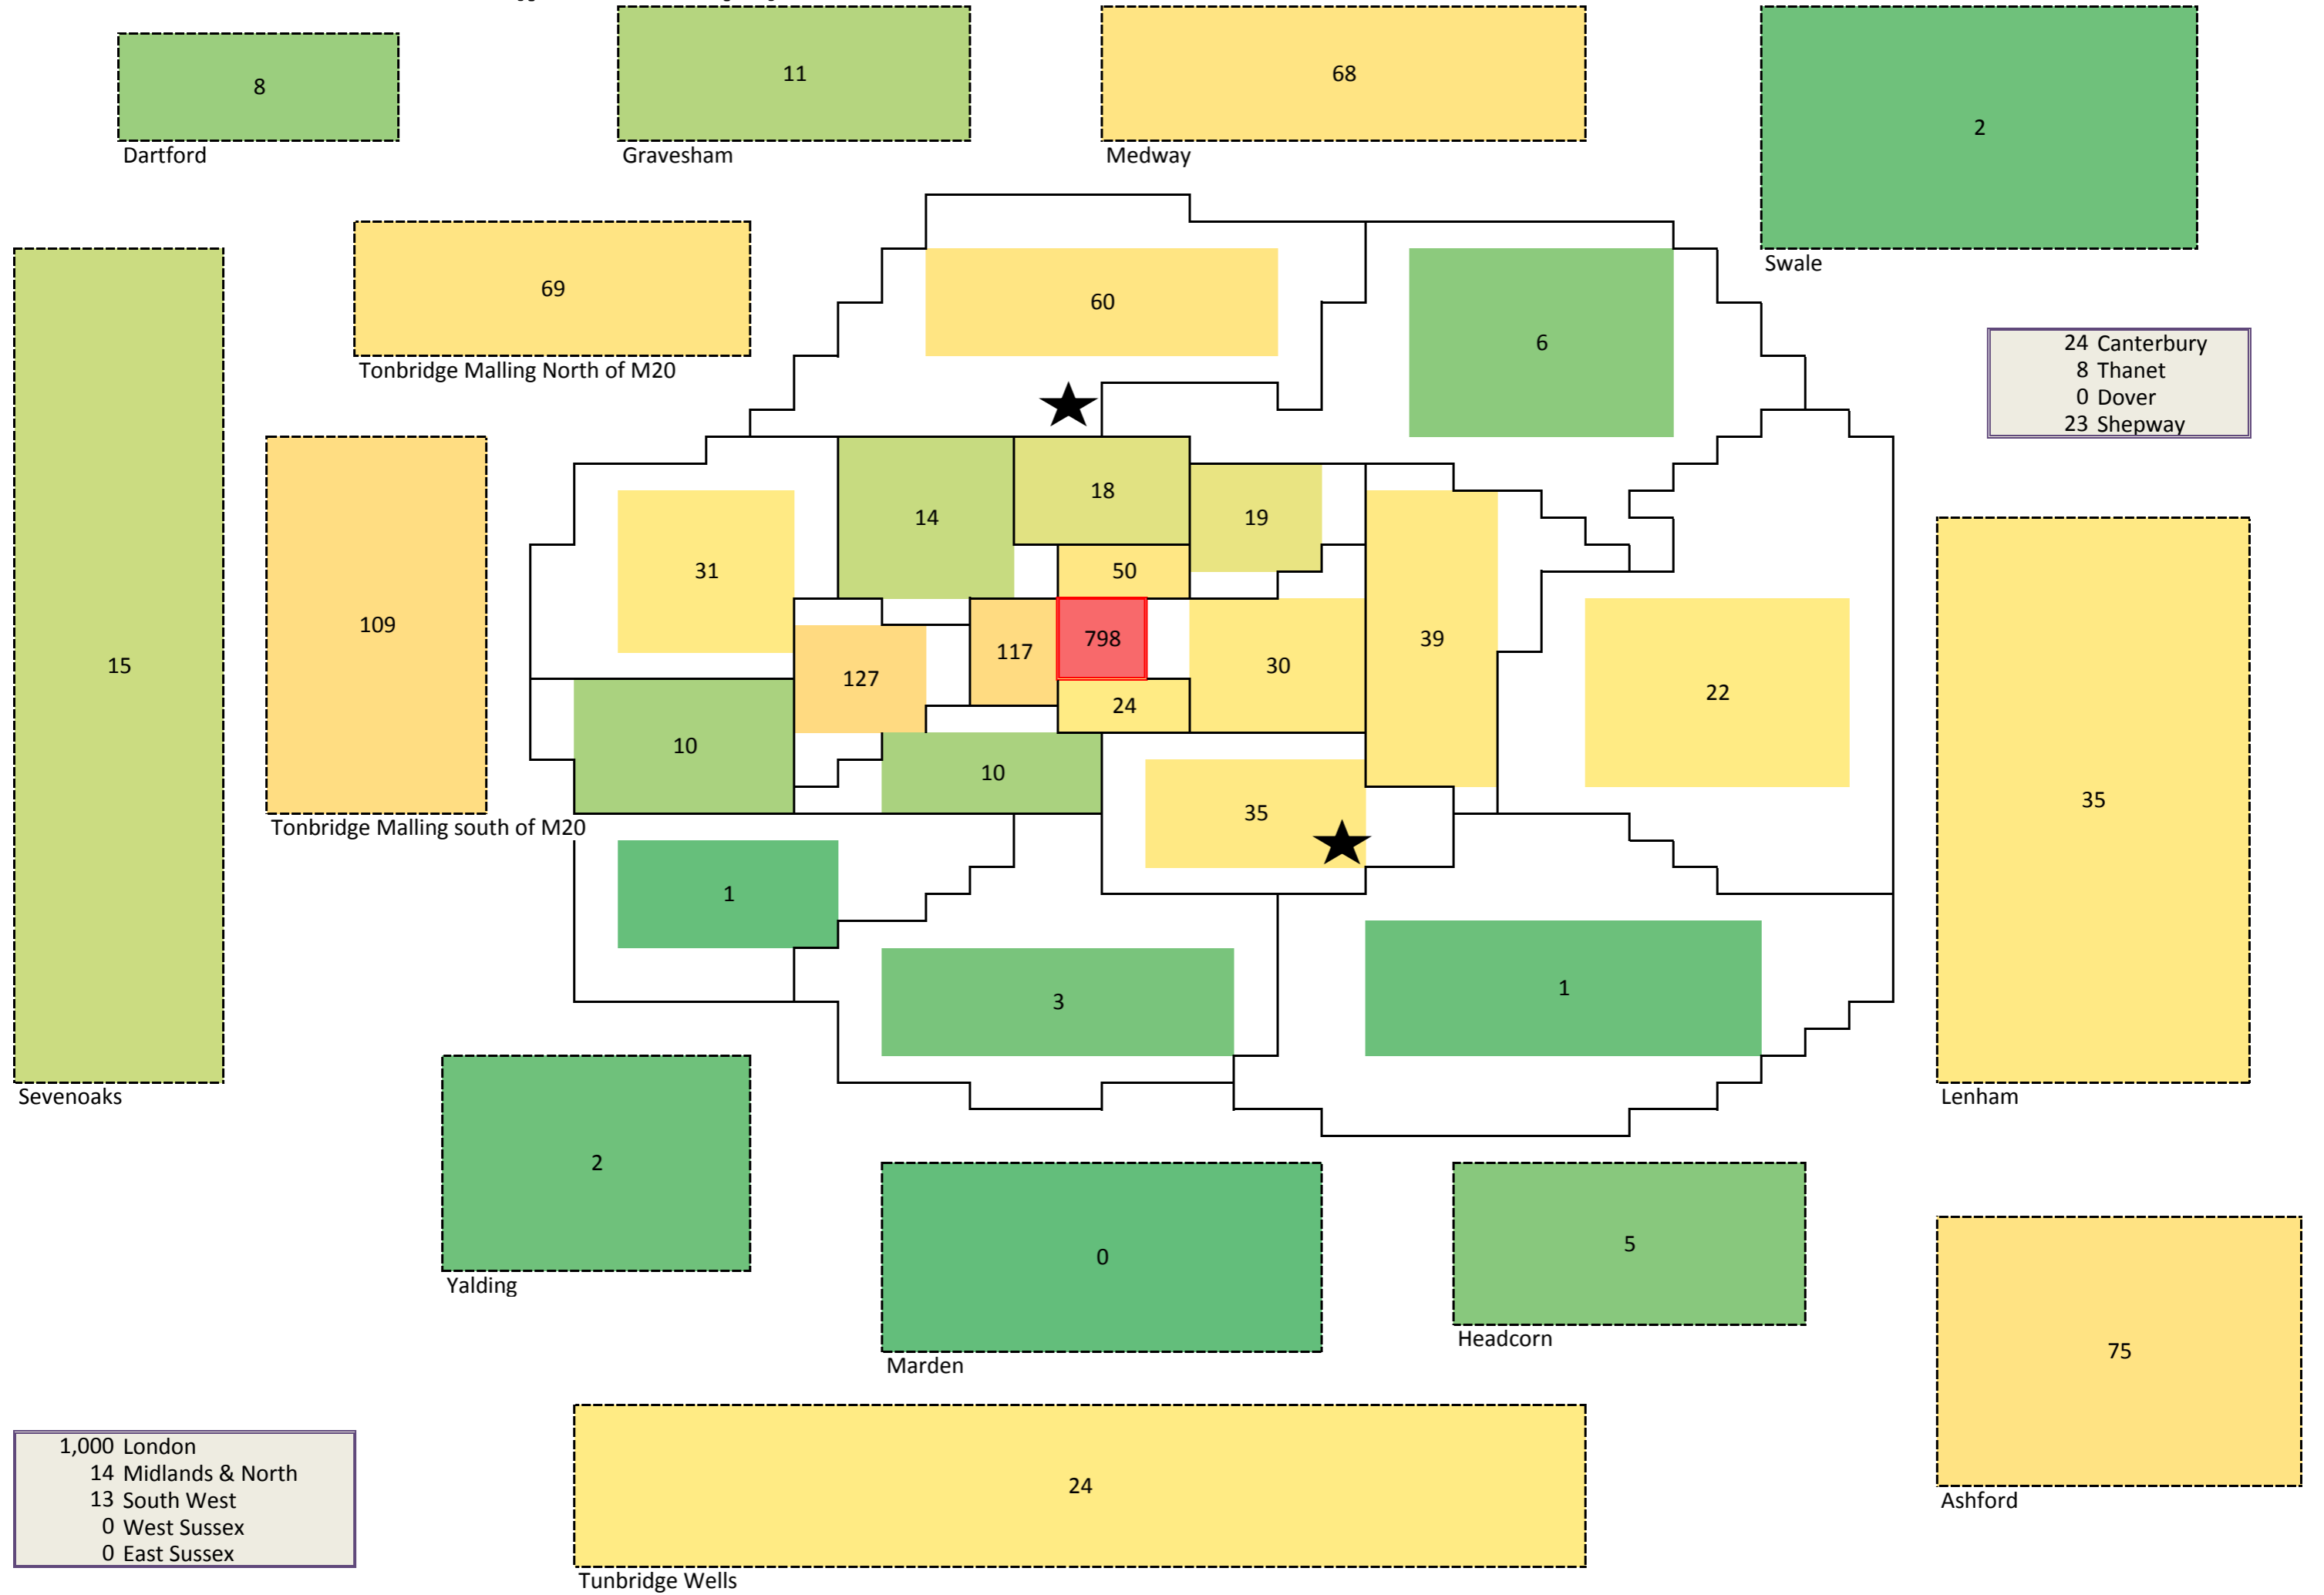 8
Dartford
11
Gravesham
68
Medway
2
Swale
69
Tonbridge Malling North of M20
60
6
24 Canterbury
8 Thanet
0 Dover
23 Shepway
15
Sevenoaks
109
Tonbridge Malling south of M20
31
14
18
19
50
127
117
798
30
39
22
24
10
10
35
35
Lenham
1
3
1
2
Yalding
0
Marden
5
Headcorn
75
Ashford
1,000 London
14 Midlands & North
13 South West
0 West Sussex
0 East Sussex
24
Tunbridge Wells